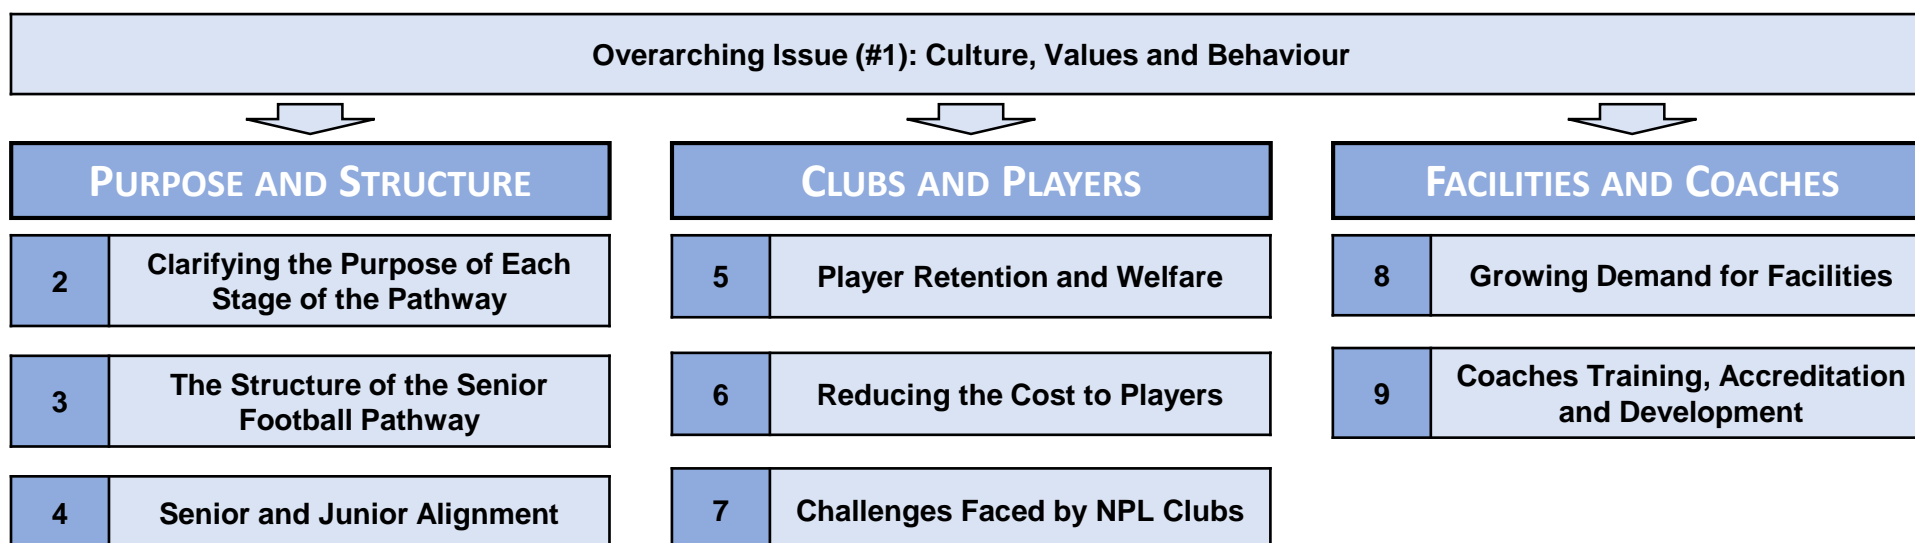 Overarching Issue (#1): Culture, Values and Behaviour
PURPOSE AND STRUCTURE
2
Clarifying the Purpose of Each
Stage of the Pathway
3
The Structure of the Senior
Football Pathway
4
Senior and Junior Alignment
CLUBS AND PLAYERS
5
Player Retention and Welfare
6
Reducing the Cost to Players
7
Challenges Faced by NPL Clubs
FACILITIES AND COACHES
8
Growing Demand for Facilities
9
Coaches Training, Accreditation
and Development